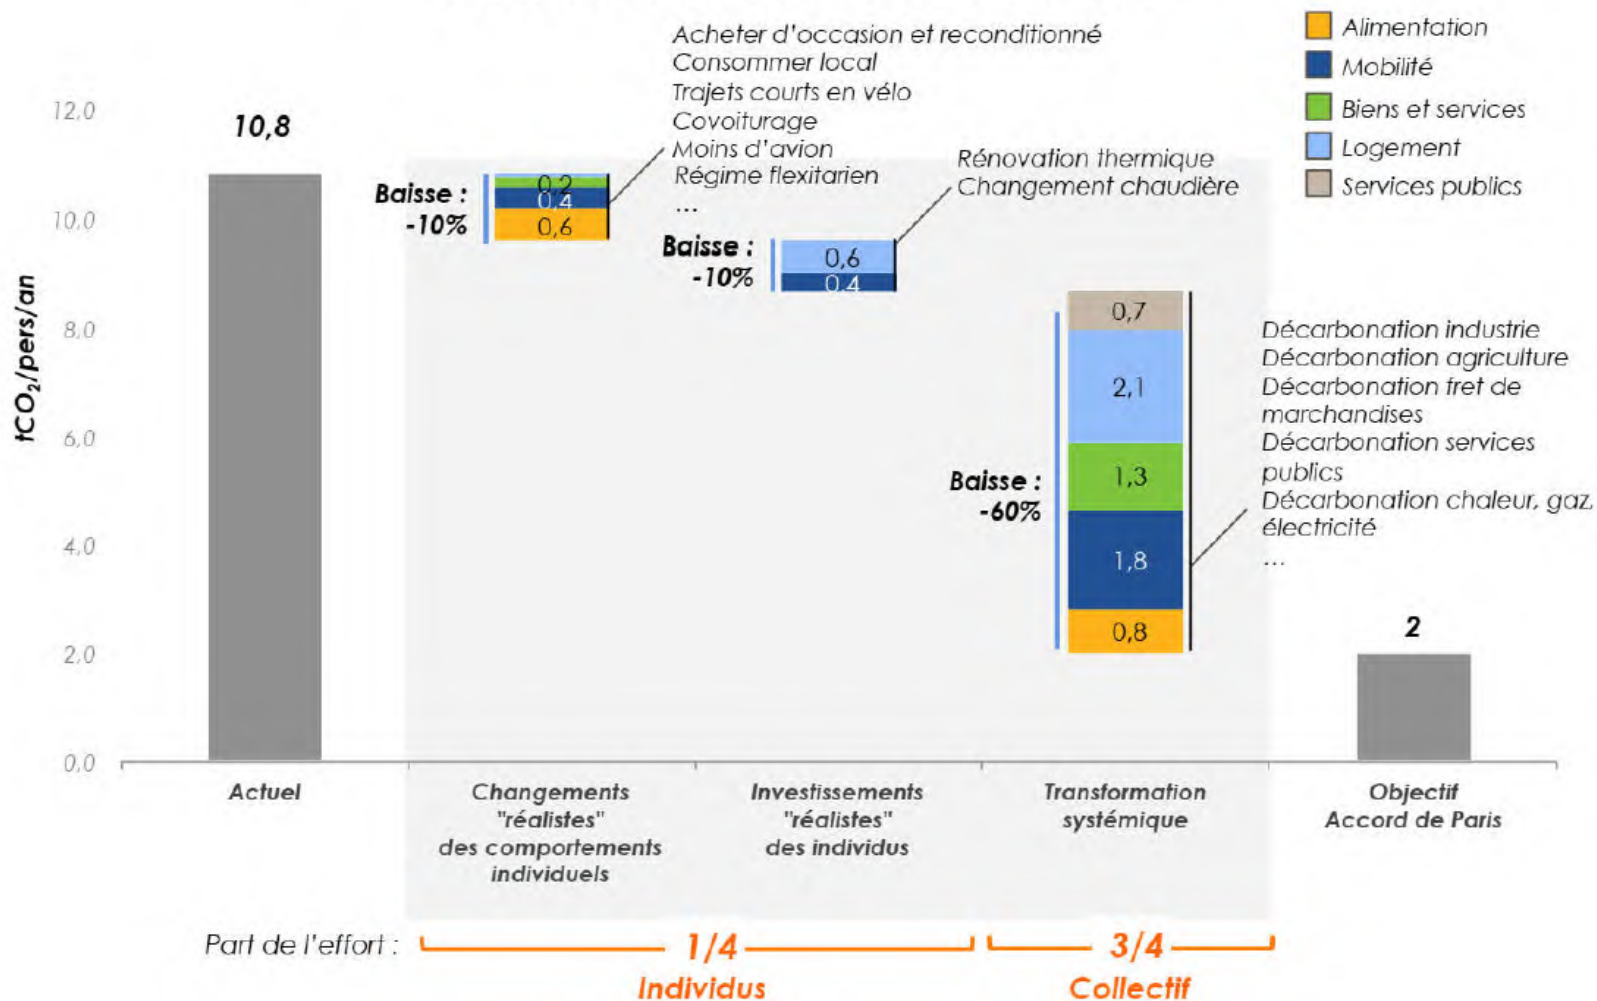 Acheter d'occasion et reconditionné
Consommer local
Trajets courts en vélo
Covoiturage
Moins d'avion
Régime flexitarien
...
Alimentation
Mobilité
Biens et services
Logement
Services publics
Rénovation thermique
Changement chaudière
tCO₂/pers/an
12,0
10,0
8,0
6,0
4,0
2,0
0,0
10,8
Baisse :
-10%
0,2
0,4
0,6
Baisse :
-10%
0,6
0,4
Baisse :
-60%
0,7
2,1
1,3
1,8
0,8
Décarbonation industrie
Décarbonation agriculture
Décarbonation fret de
marchandises
Décarbonation services
publics
Décarbonation chaleur, gaz,
électricité
...
2
Actuel
Changements
"réalistes"
des comportements
individuels
Investissements
"réalistes"
des individus
Transformation
systémique
Objectif
Accord de Paris
Part de l'effort :
1/4
Individus
3/4
Collectif